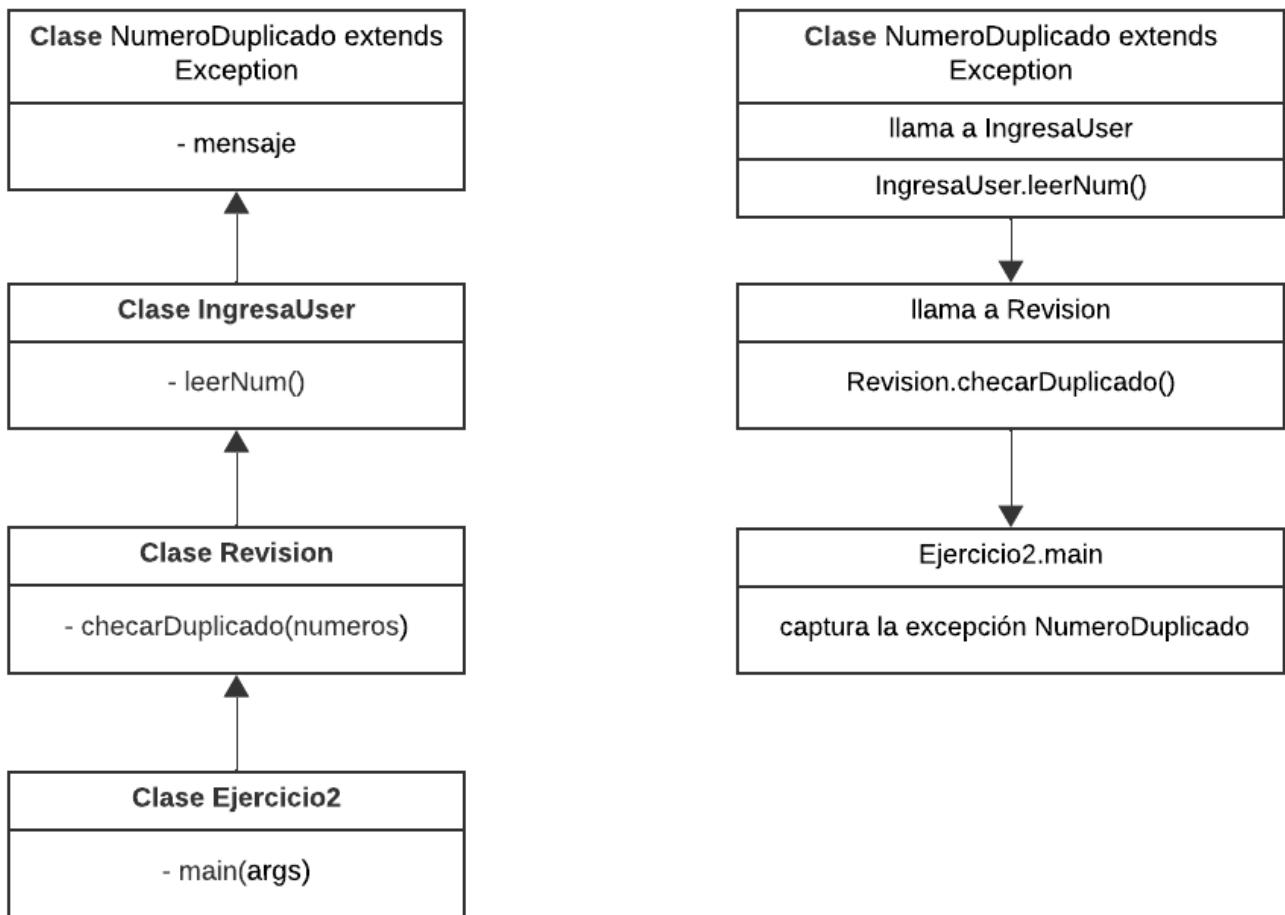 Clase NumeroDuplicado extends
Exception
- mensaje
Clase IngresaUser
- leerNum()
Clase Revision
- checarDuplicado(numeros)
Clase Ejercicio2
- main(args)
Clase NumeroDuplicado extends
Exception
llama a IngresaUser
IngresaUser.leerNum()
llama a Revision
Revision.checarDuplicado()
Ejercicio2.main
captura la excepción NumeroDuplicado